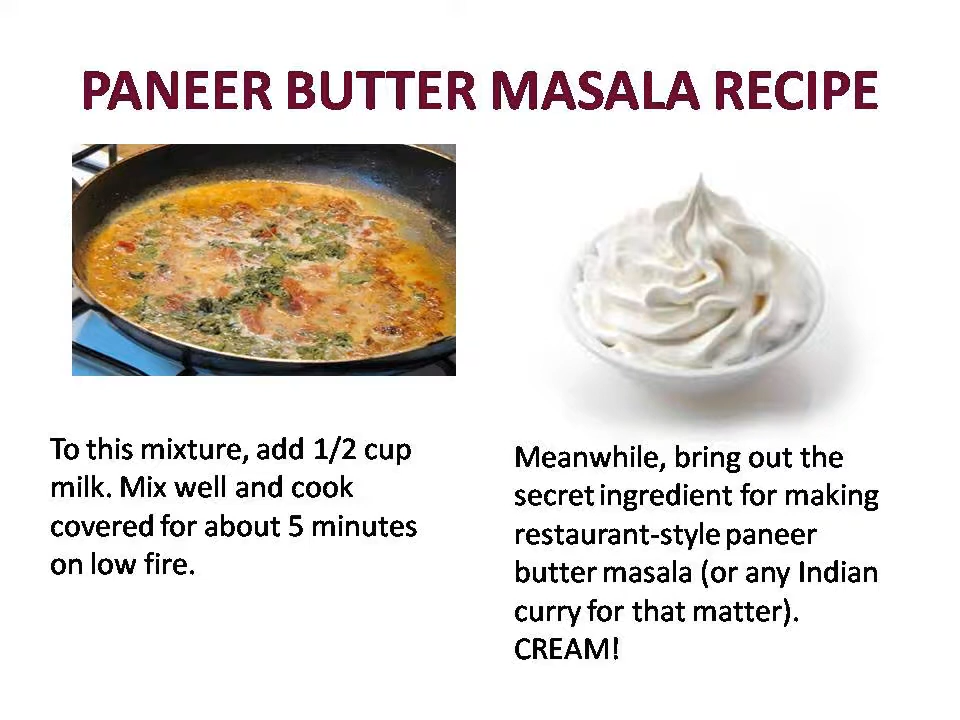 PANEER BUTTER MASALA RECIPE
To this mixture, add 1/2 cup
milk. Mix well and cook
covered for about 5 minutes
on low fire.
Meanwhile, bring out the
secret ingredient for making
restaurant-style paneer
butter masala (or any Indian
curry for that matter).
CREAM!